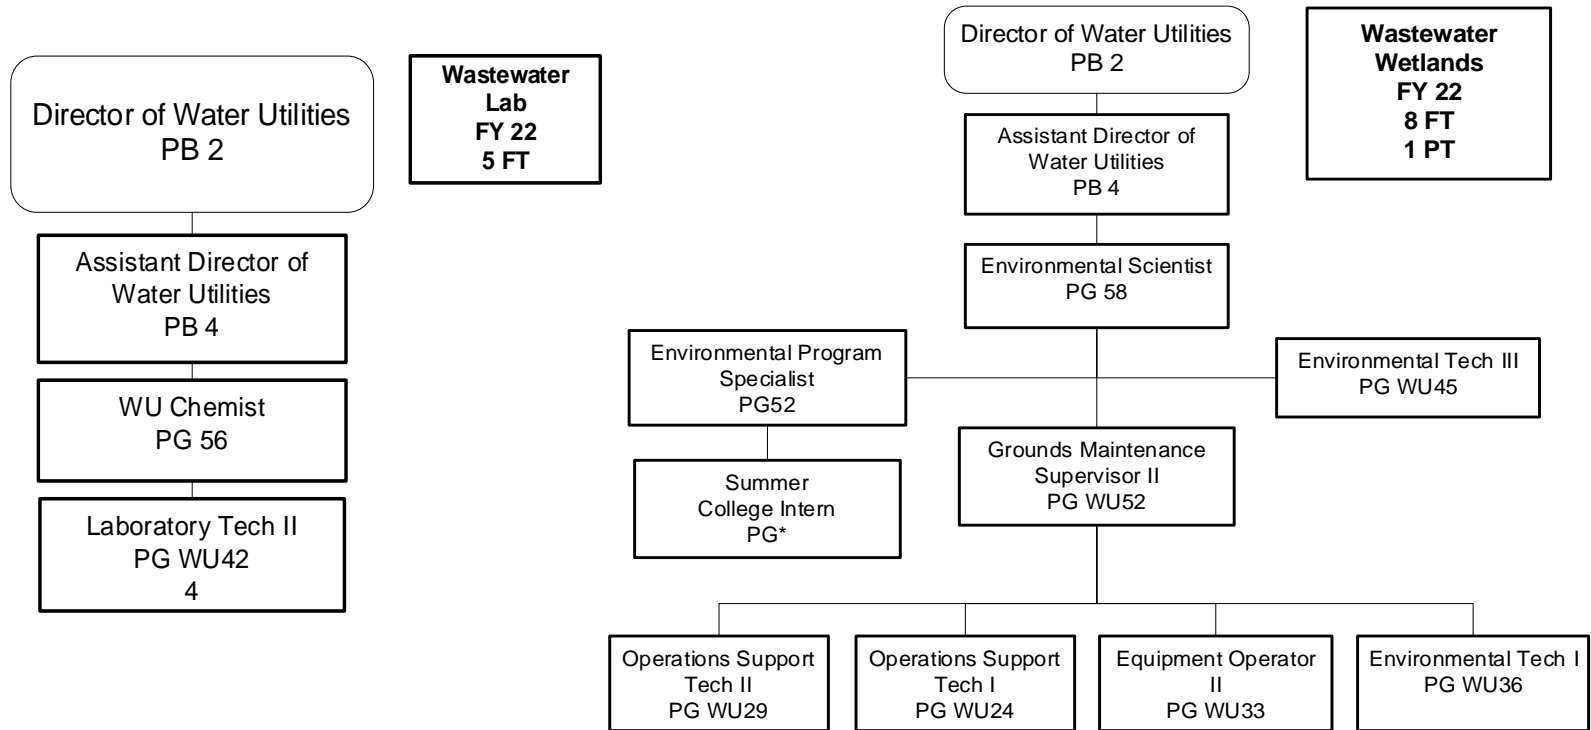 Director of Water Utilities
PB 2
Wastewater
Lab
FY 22
5 FT
Assistant Director of
Water Utilities
PB 4
WU Chemist
PG 56
Laboratory Tech II
PG WU42
4
Director of Water Utilities
PB 2
Wastewater
Wetlands
FY 22
8 FT
1 PT
Assistant Director of
Water Utilities
PB 4
Environmental Scientist
PG 58
Environmental Program
Specialist
PG52
Environmental Tech III
PG WU45
Summer
College Intern
PG*
Grounds Maintenance
Supervisor II
PG WU52
Operations Support
Tech II
PG WU29
Operations Support
Tech I
PG WU24
Equipment Operator
II
PG WU33
Environmental Tech I
PG WU36